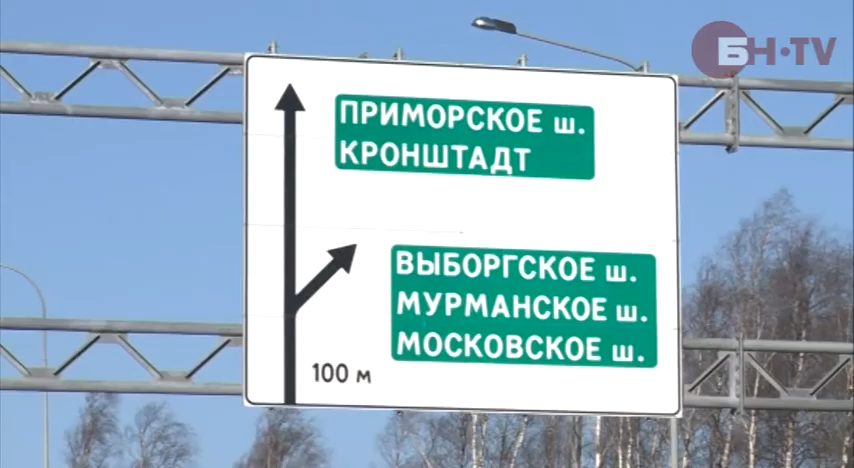 БН·TV
ПРИМОРСКОЕ ш.
КРОНШТАДТ
ВЫБОРГСКОЕ ш.
МУРМАНСКОЕ ш.
МОСКОВСКОЕ ш.
100 м